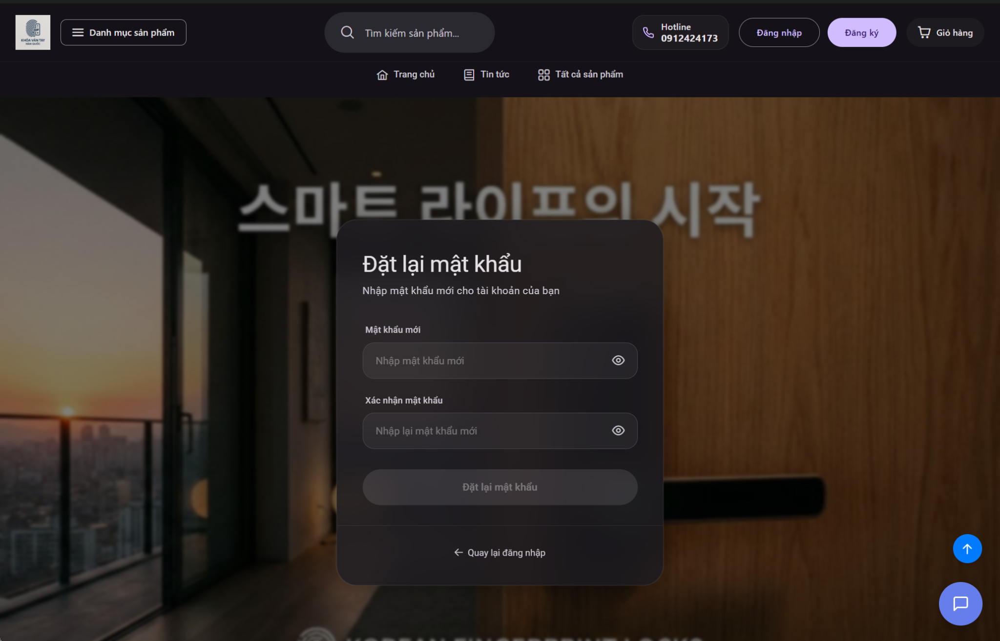 KHÓA VÂN TAY
HÀN QUỐC
Danh mục sản phẩm
Tìm kiếm sản phẩm...
Hotline
0912424173
Đăng nhập
Đăng ký
Giỏ hàng
Trang chủ
Tin tức
Tất cả sản phẩm
스마트 라이프의 시작
Đặt lại mật khẩu
Nhập mật khẩu mới cho tài khoản của bạn
Mật khẩu mới
Nhập mật khẩu mới
Xác nhận mật khẩu
Nhập lại mật khẩu mới
Đặt lại mật khẩu
Quay lại đăng nhập
KOREAN FINGERPRINT LOCKS